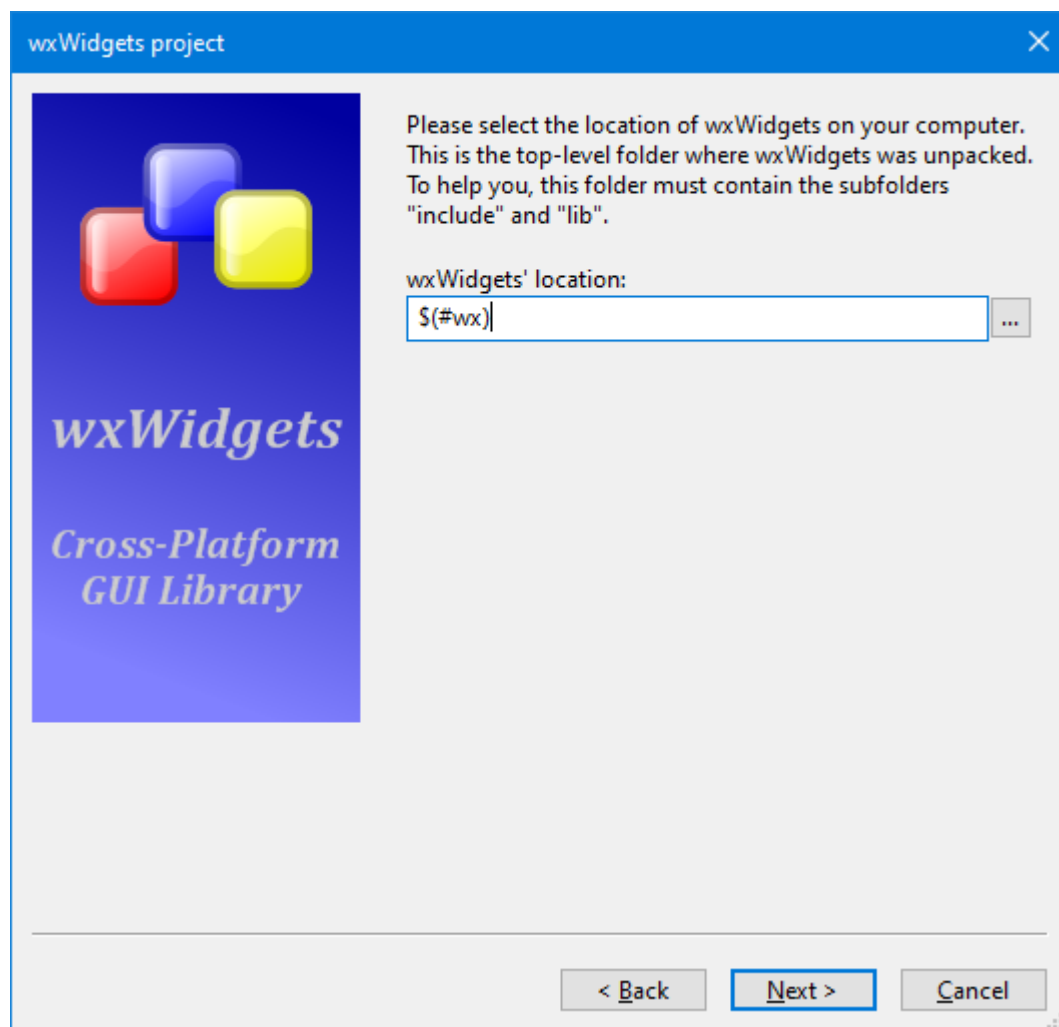 wxWidgets project
Please select the location of wxWidgets on your computer.
This is the top-level folder where wxWidgets was unpacked.
To help you, this folder must contain the subfolders
"include" and "lib".
wxWidgets' location:
$(#wx)
...
wxWidgets
Cross-Platform
GUI Library
< Back
Next >
Cancel